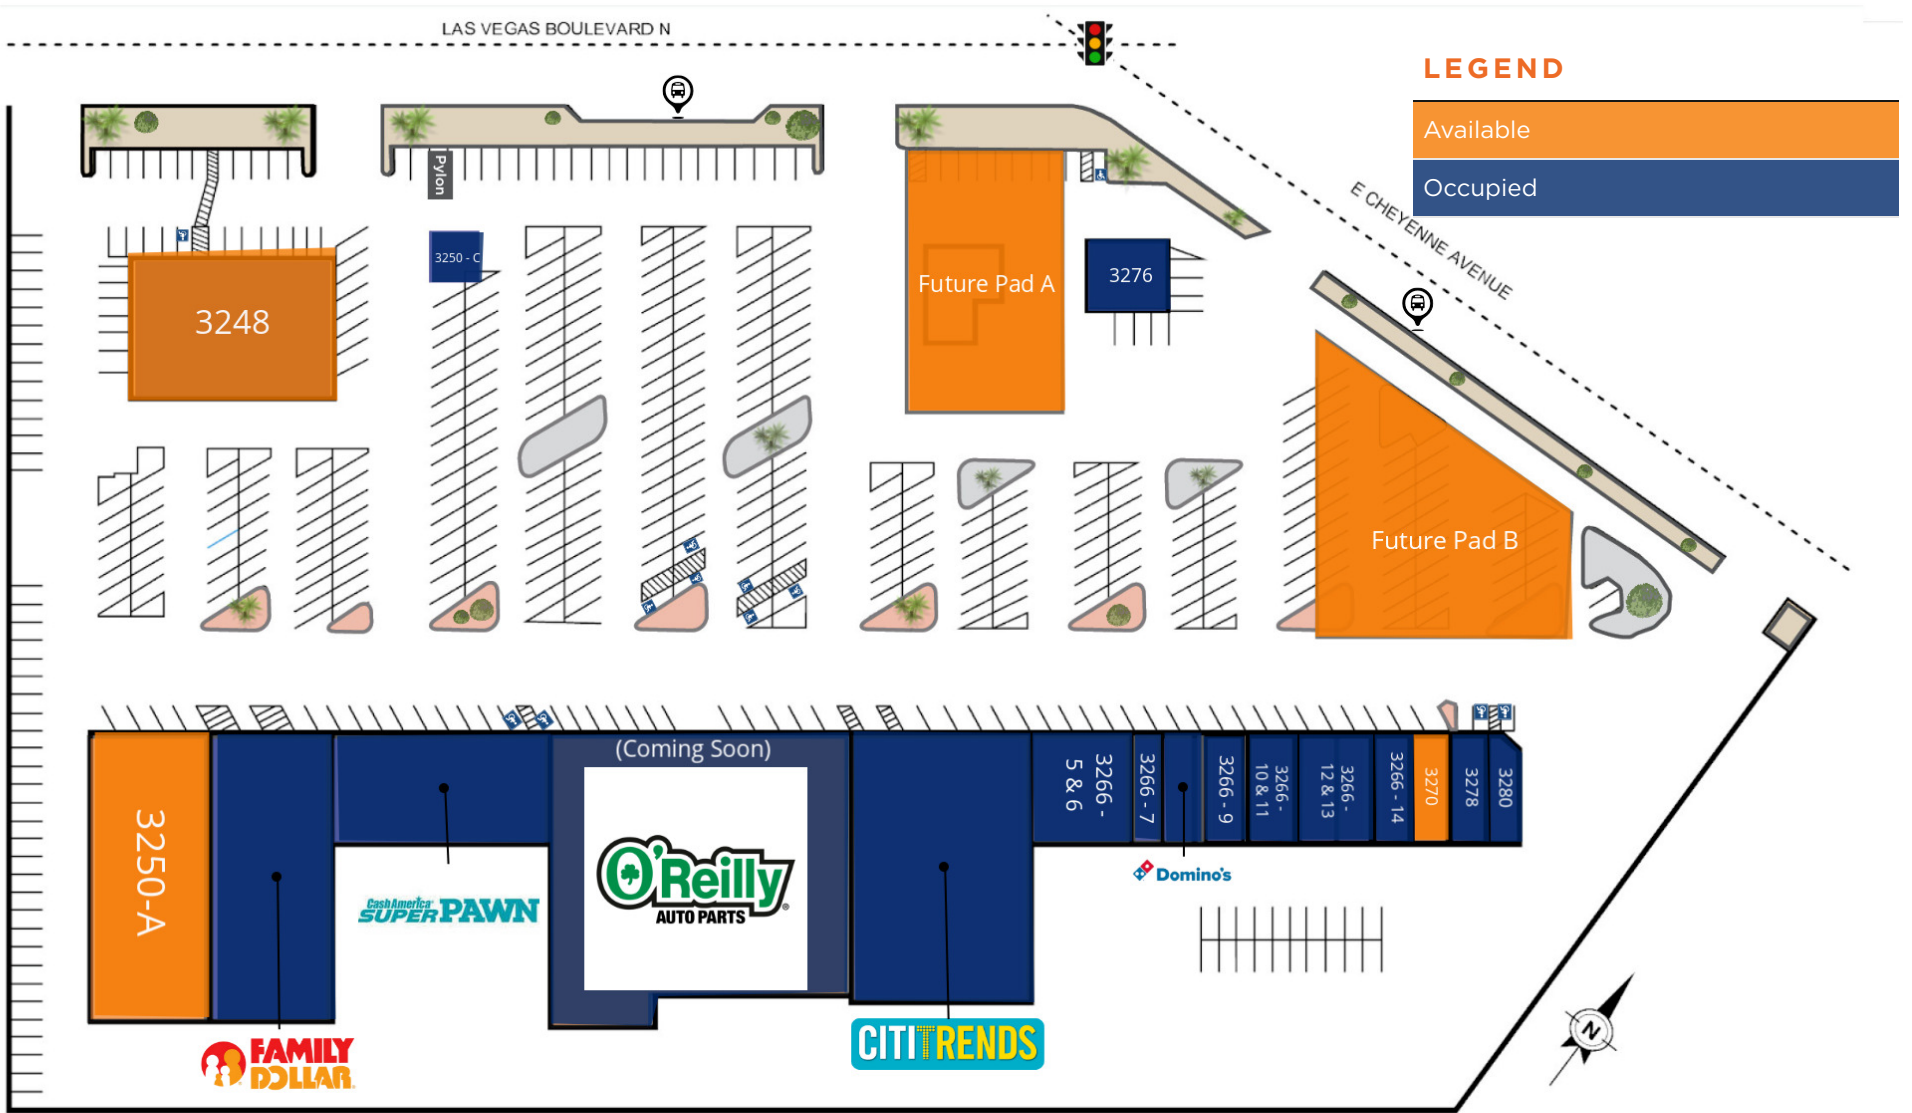 LAS VEGAS BOULEVARD N
LEGEND
Available
Occupied
E CHEYENNE AVENUE
Pylon
3250 - C
3276
Future Pad A
3248
Future Pad B
(Coming Soon)
O'Reilly
AUTO PARTS
3250-A
3266 -
5 & 6
3266 - 7
3266 - 9
3266 -
10 & 11
3266 -
12 & 13
3266 - 14
3270
3278
3280
Domino's
Cash America
SUPER PAWN
FAMILY
DOLLAR
CITITRENDS
N